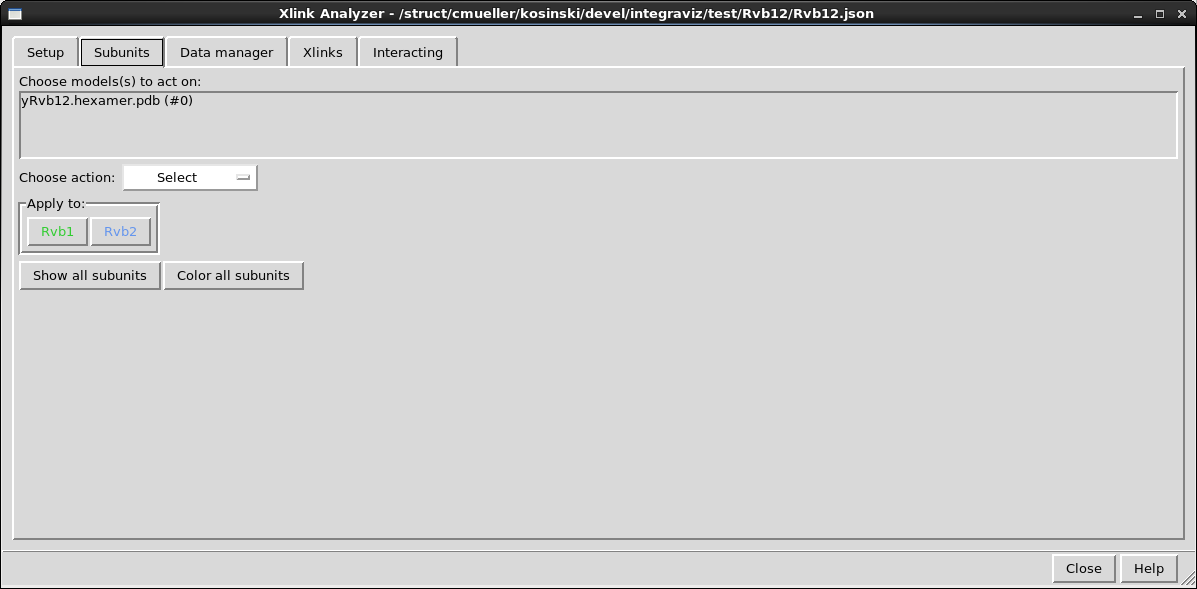 Xlink Analyzer - /struct/cmueller/kosinski/devel/integraviz/test/Rvb12/Rvb12.json
Setup Subunits Data manager Xlinks Interacting
Choose models(s) to act on:
yRvb12.hexamer.pdb (#0)
Choose action: Select
Apply to:
Rvb1 Rvb2
Show all subunits Color all subunits
Close Help